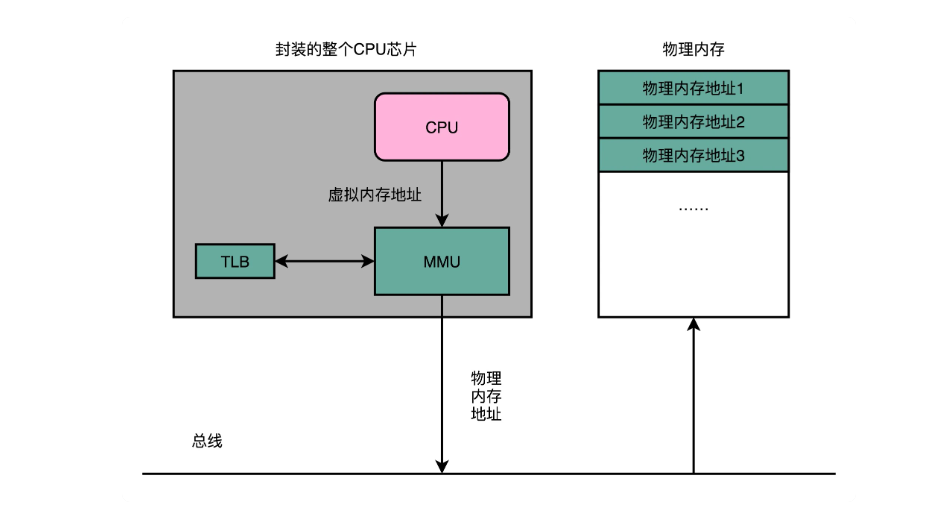 封装的整个CPU芯片
物理内存
CPU
虚拟内存地址
TLB
MMU
物理内存地址1
物理内存地址2
物理内存地址3
……
物理
内存
地址
总线